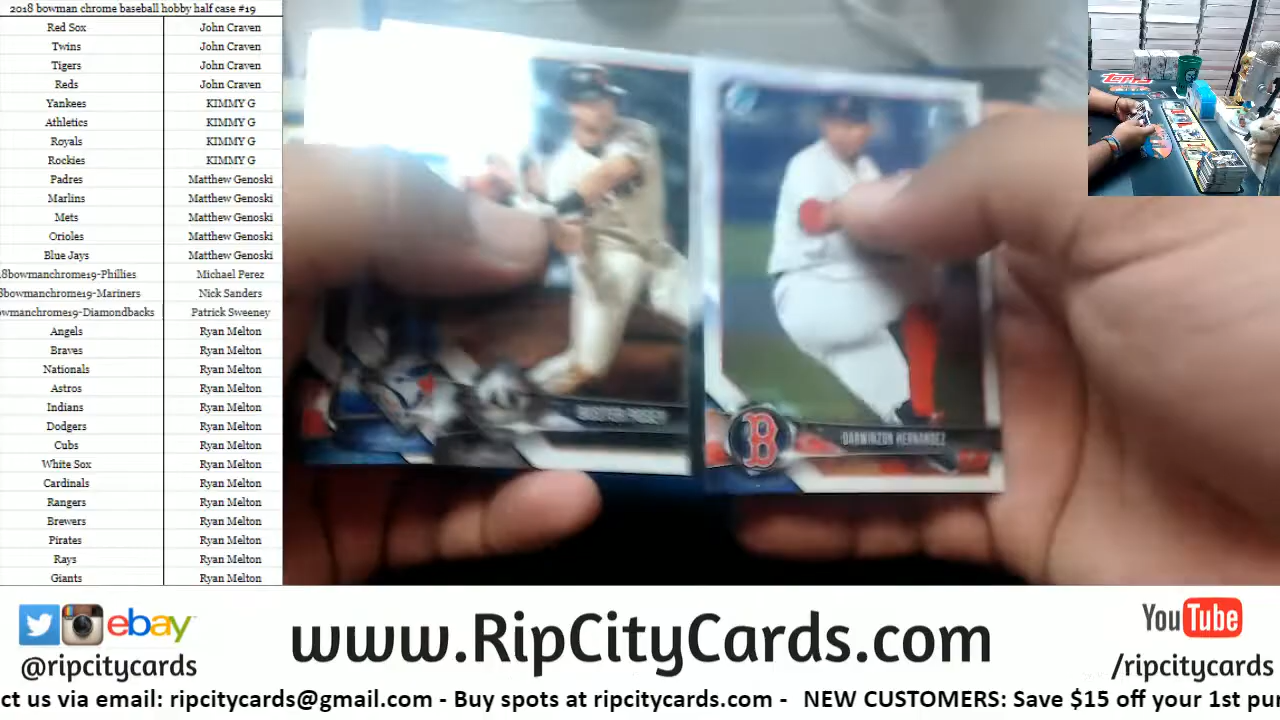 2018 bowman chrome baseball hobby half case #19
Red Sox John Craven
Twins John Craven
Tigers John Craven
Reds John Craven
Yankees KIMMY G
Athletics KIMMY G
Royals KIMMY G
Rockies KIMMY G
Padres Matthew Genoski
Marlins Matthew Genoski
Mets Matthew Genoski
Orioles Matthew Genoski
Blue Jays Matthew Genoski
8bowmanchrome19-Phillies Michael Perez
8bowmanchrome19-Mariners Nick Sanders
owmanchrome19-Diamondbacks Patrick Sweeney
Angels Ryan Melton
Braves Ryan Melton
Nationals Ryan Melton
Astros Ryan Melton
Indians Ryan Melton
Dodgers Ryan Melton
Cubs Ryan Melton
White Sox Ryan Melton
Cardinals Ryan Melton
Rangers Ryan Melton
Brewers Ryan Melton
Pirates Ryan Melton
Rays Ryan Melton
Giants Ryan Melton
BUSTER POSEY
B DARWINZON HERNANDEZ
Topps
ebay
@ripcitycards
www.RipCityCards.com
YouTube
/ripcitycards
ct us via email: ripcitycards@gmail.com - Buy spots at ripcitycards.com - NEW CUSTOMERS: Save $15 off your 1st pur